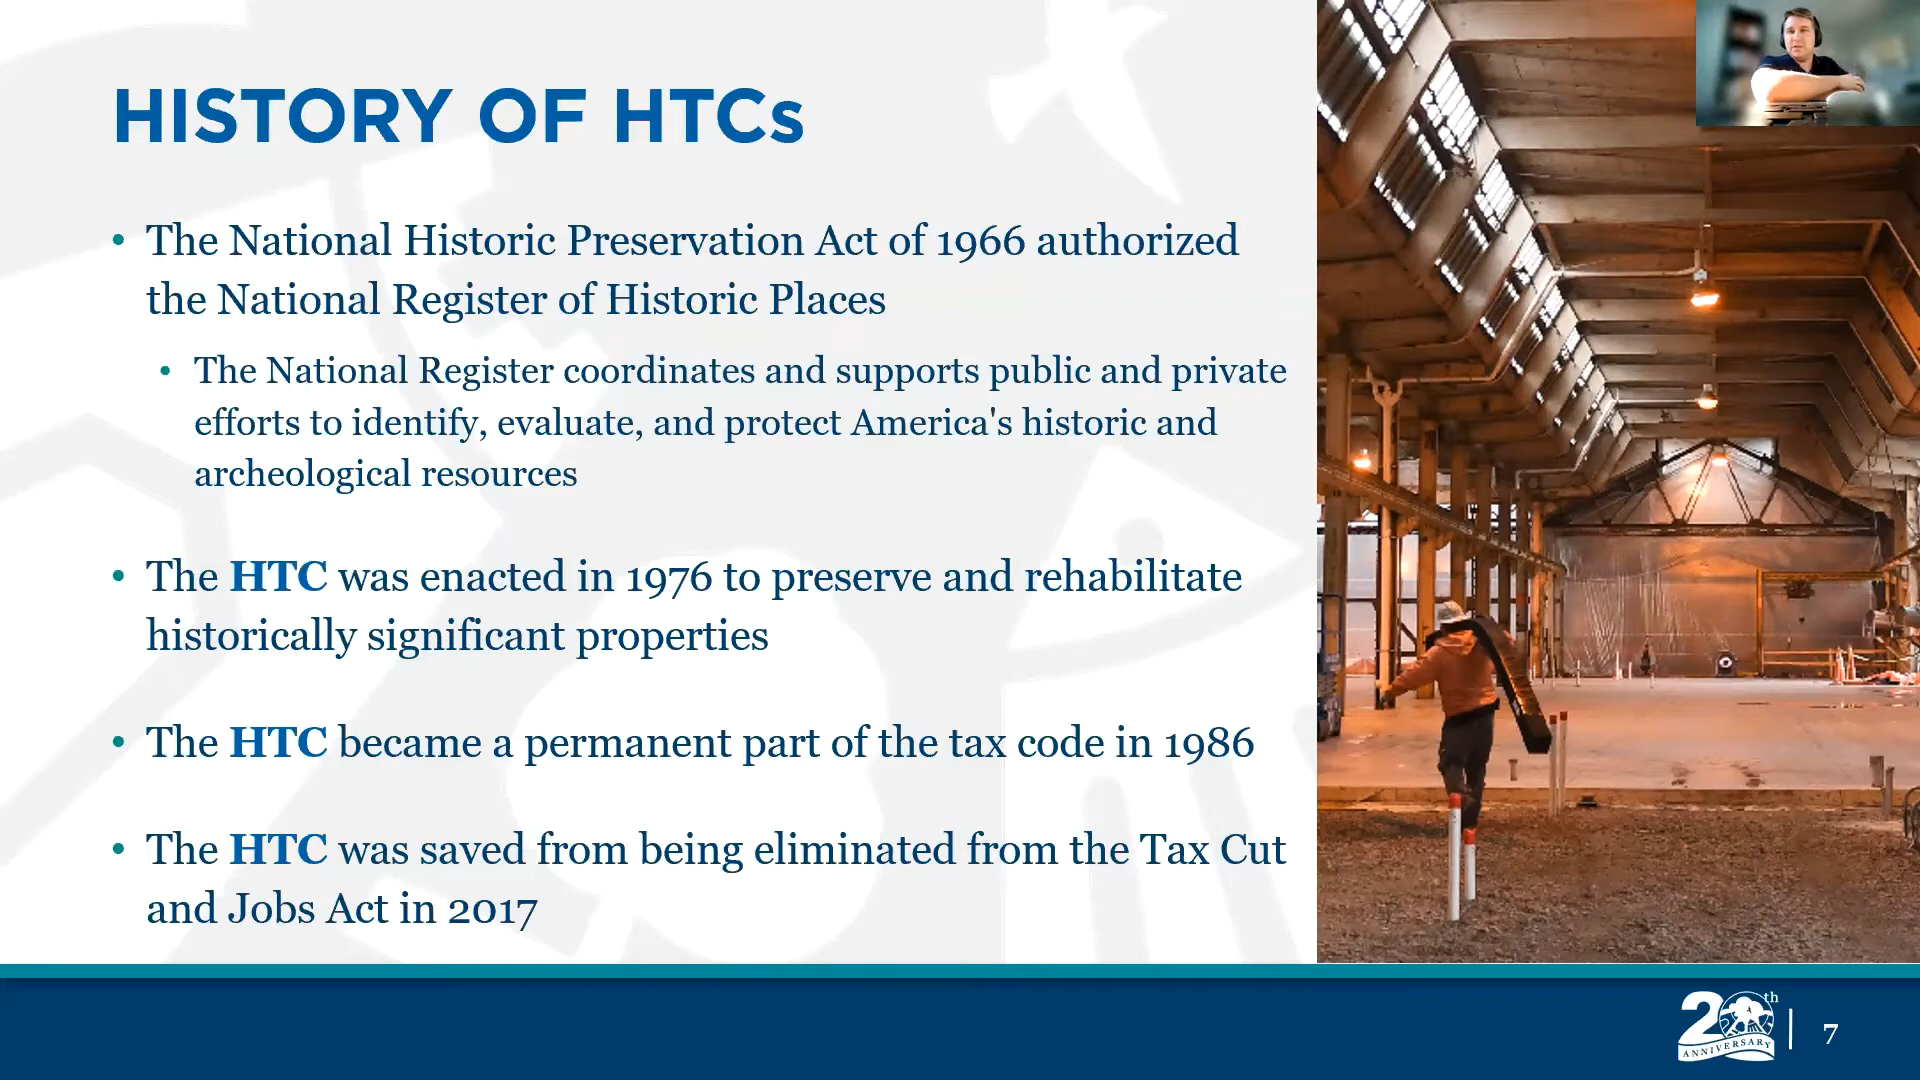 HISTORY OF HTCs
• The National Historic Preservation Act of 1966 authorized
the National Register of Historic Places
• The National Register coordinates and supports public and private
efforts to identify, evaluate, and protect America's historic and
archeological resources
• The HTC was enacted in 1976 to preserve and rehabilitate
historically significant properties
• The HTC became a permanent part of the tax code in 1986
• The HTC was saved from being eliminated from the Tax Cut
and Jobs Act in 2017
20th
ANNIVERSARY
7